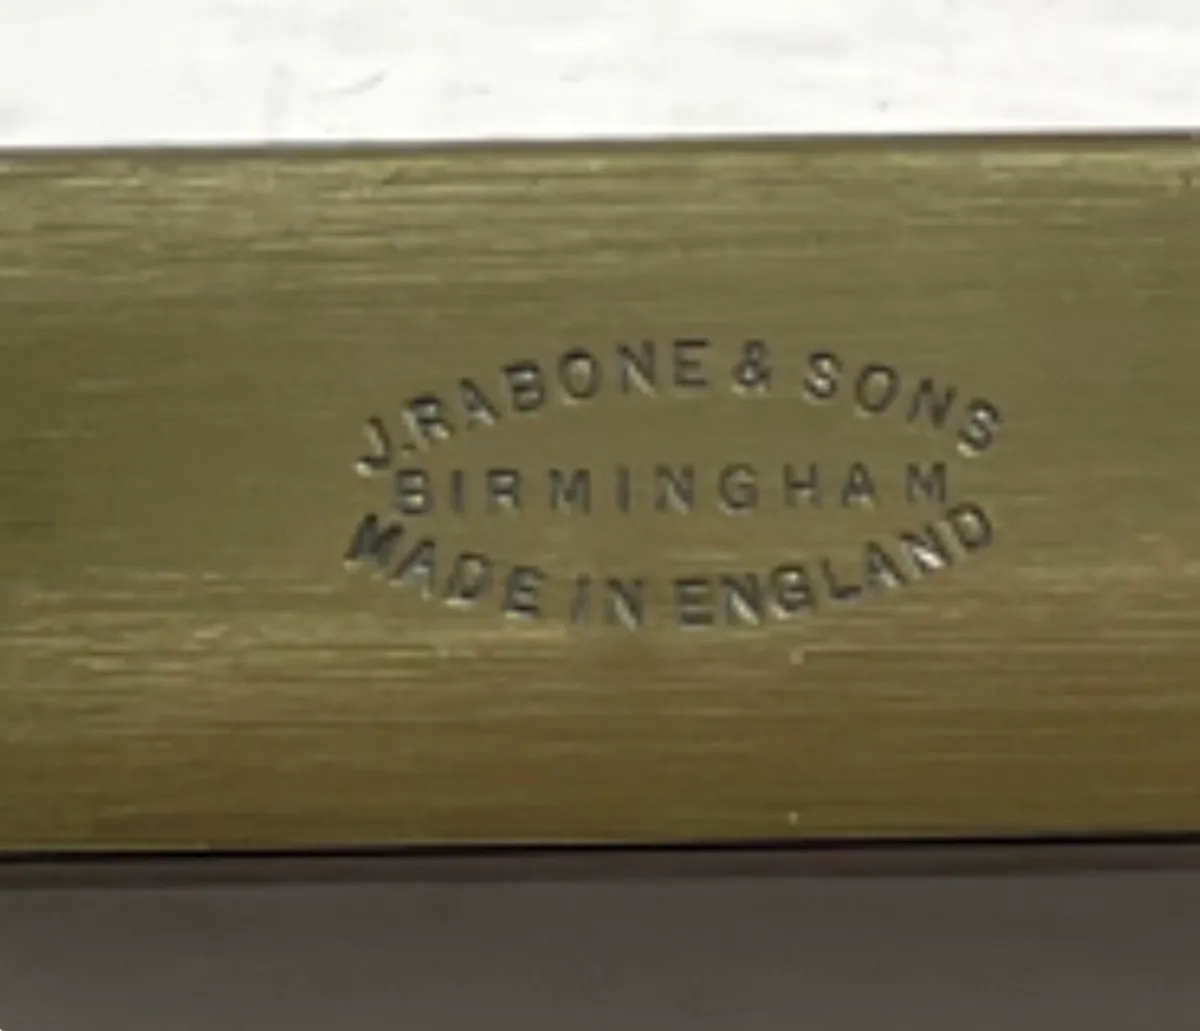 J.RABONE & SONS
BIRMINGHAM
MADE IN ENGLAND